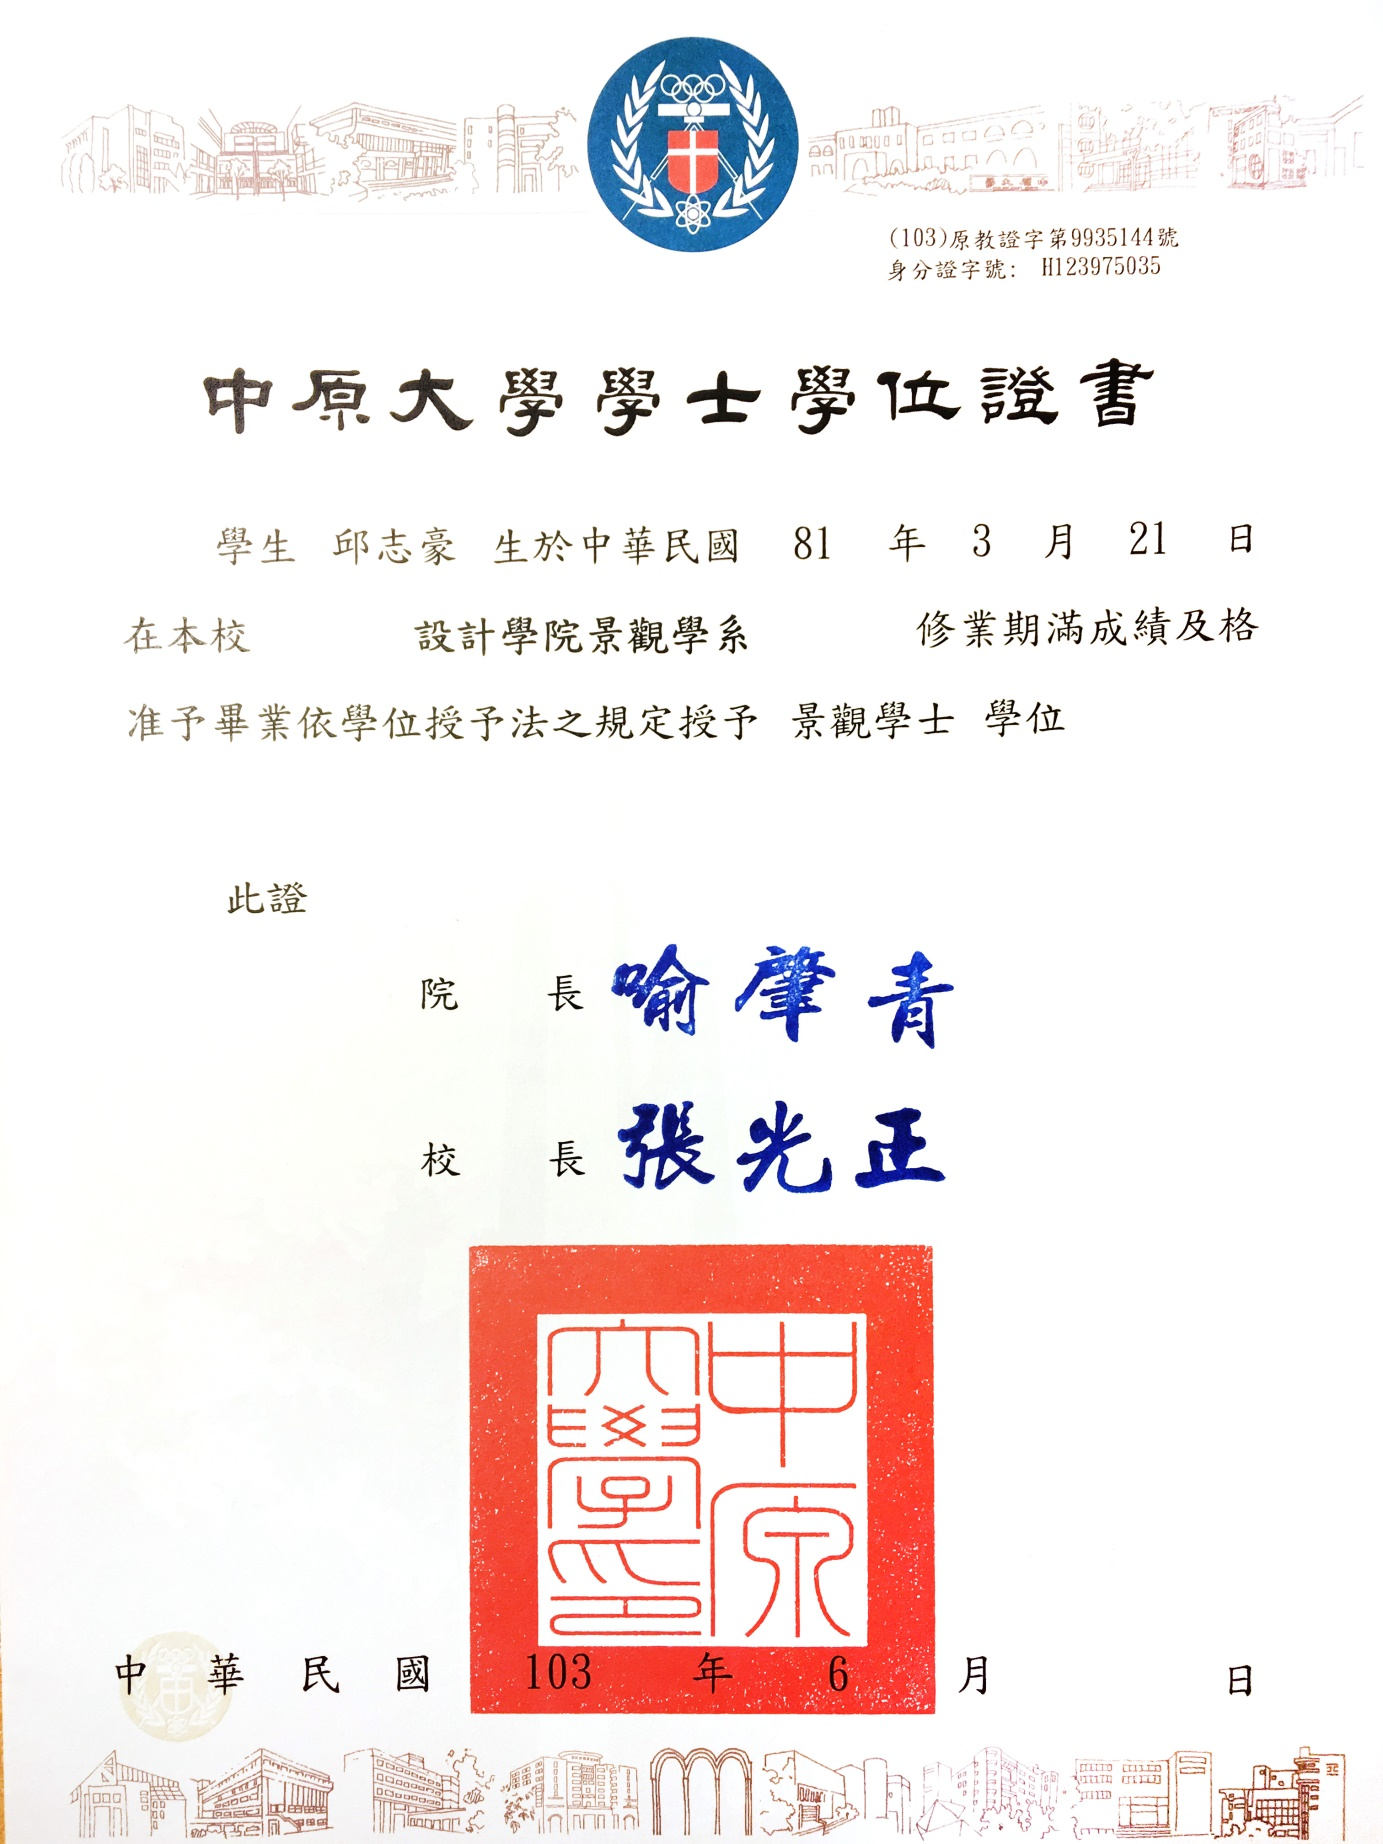 (103)原教證字第9935144號
身分證字號: H123975035
中原大學學士學位證書
學生 邱志豪 生於中華民國 81 年 3 月 21 日
在本校 設計學院景觀學系 修業期滿成績及格
准予畢業依學位授予法之規定授予 景觀學士 學位
此證
院 長 喻肇青
校 長 張光正
中原
大學印
中 華 民 國 103 年 6 月 日